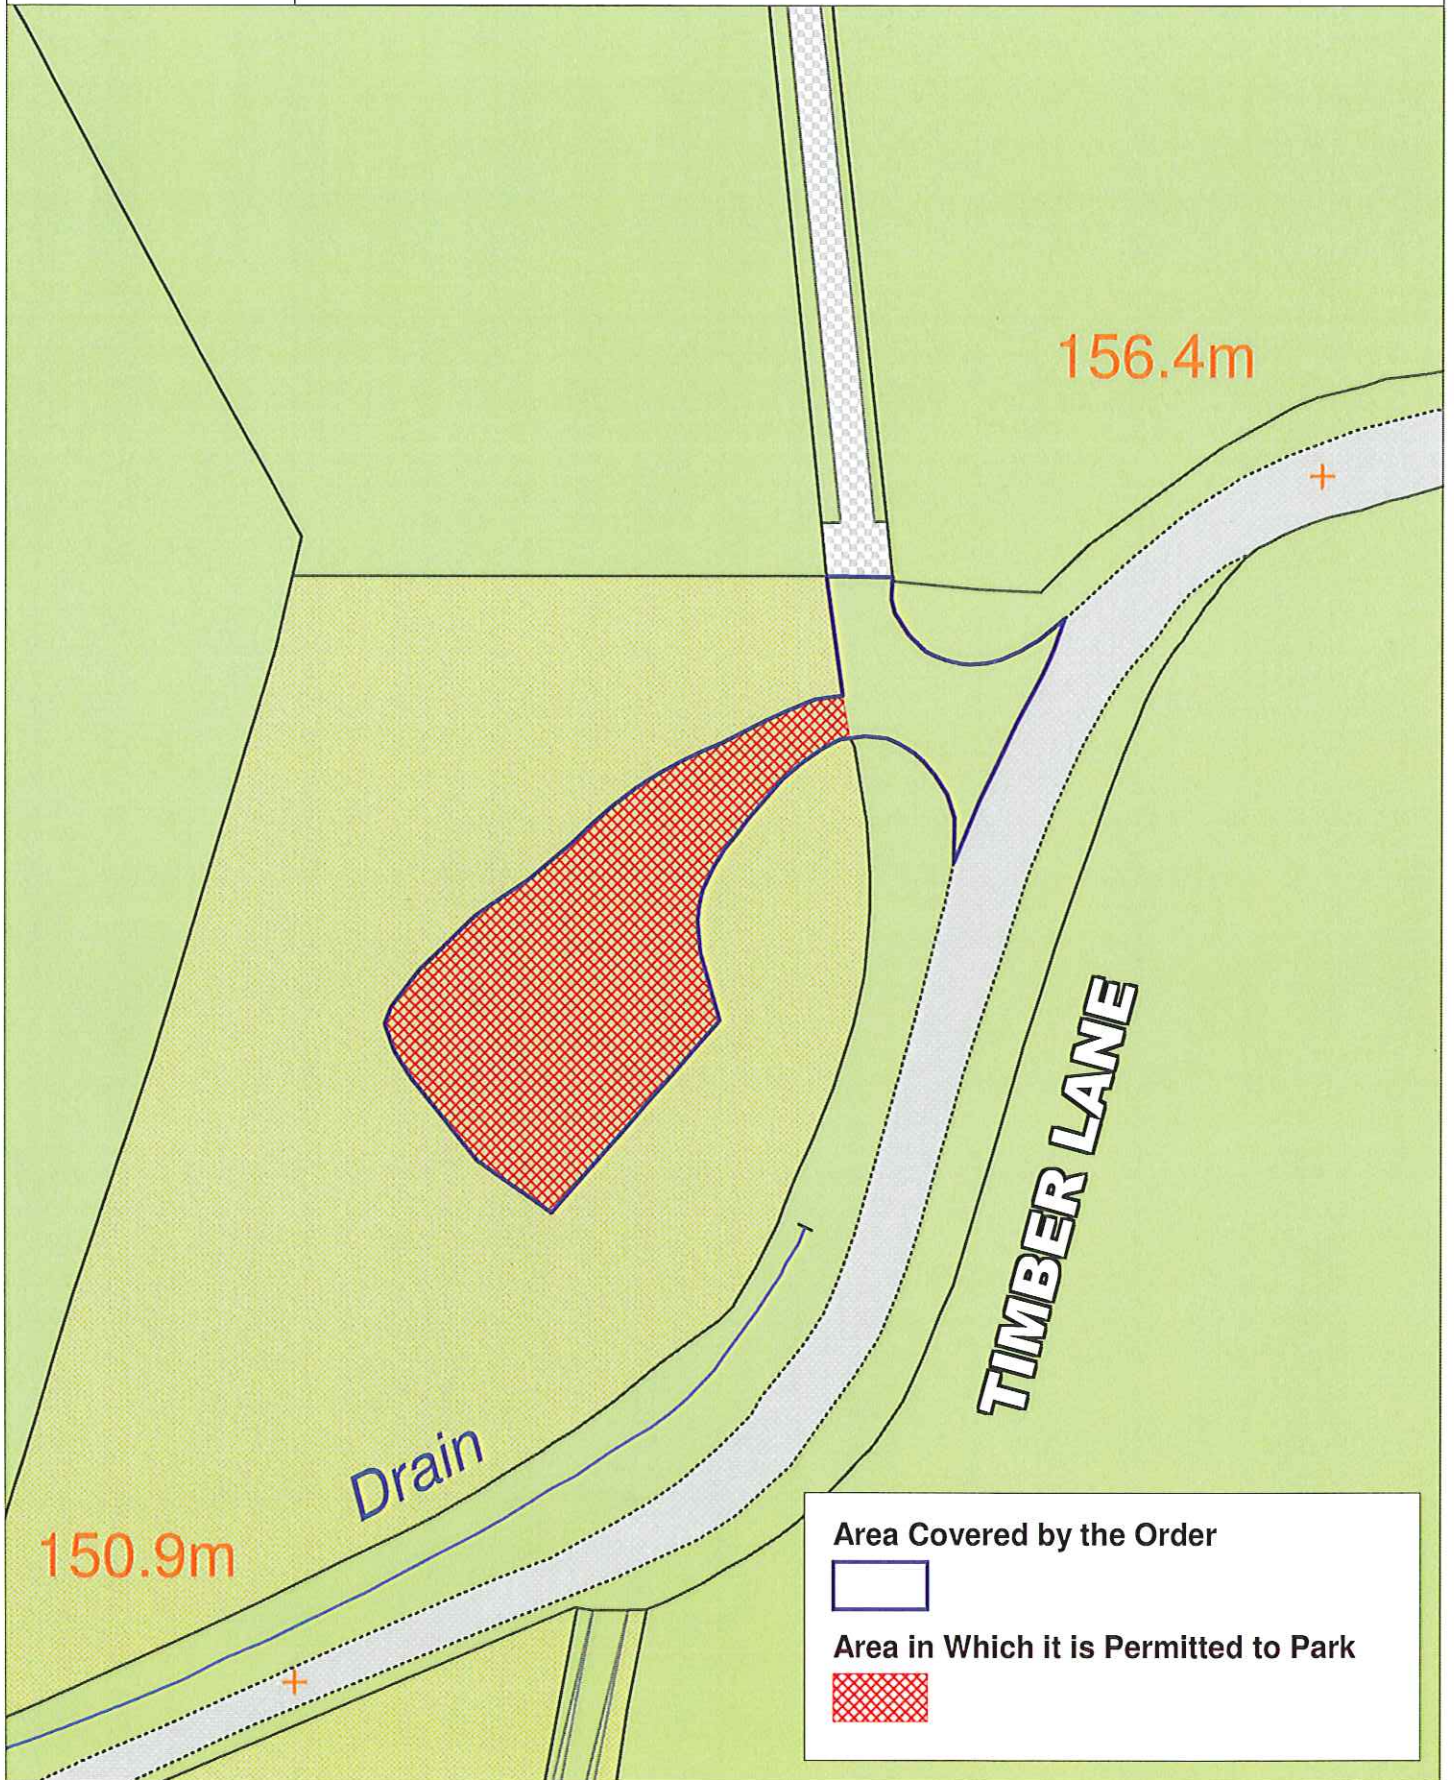 156.4m
TIMBER LANE
Drain
150.9m
Area Covered by the Order
Area in Which it is Permitted to Park